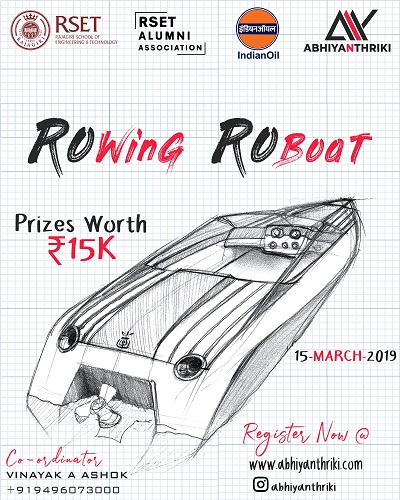 RSET
RAJAGIRI SCHOOL OF
ENGINEERING & TECHNOLOGY
RAJAGIRI
RSET
ALUMNI
ASSOCIATION
इंडियनऑयल
IndianOil
ABHIYANTHRIKI
ROWinG ROBoaT
Prizes Worth
₹15K
15-MARCH-2019
Register Now @
www.abhiyanthriki.com
abhiyanthriki
Co-ordinator
VINAYAK A ASHOK
+919496073000